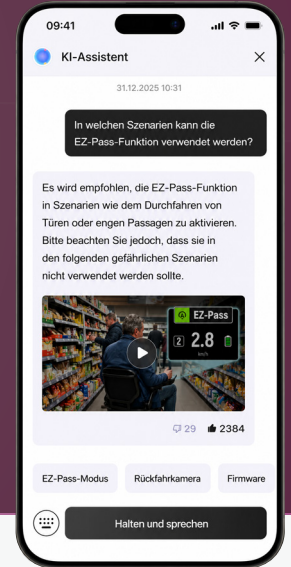 09:41
KI-Assistent
31.12.2025 10:31
In welchen Szenarien kann die
EZ-Pass-Funktion verwendet werden?
Es wird empfohlen, die EZ-Pass-Funktion
in Szenarien wie dem Durchfahren von
Türen oder engen Passagen zu aktivieren.
Bitte beachten Sie jedoch, dass sie in
den folgenden gefährlichen Szenarien
nicht verwendet werden sollte.
EZ-Pass
2 2.8
km/h
29 2384
EZ-Pass-Modus Rückfahrkamera Firmware
Halten und sprechen